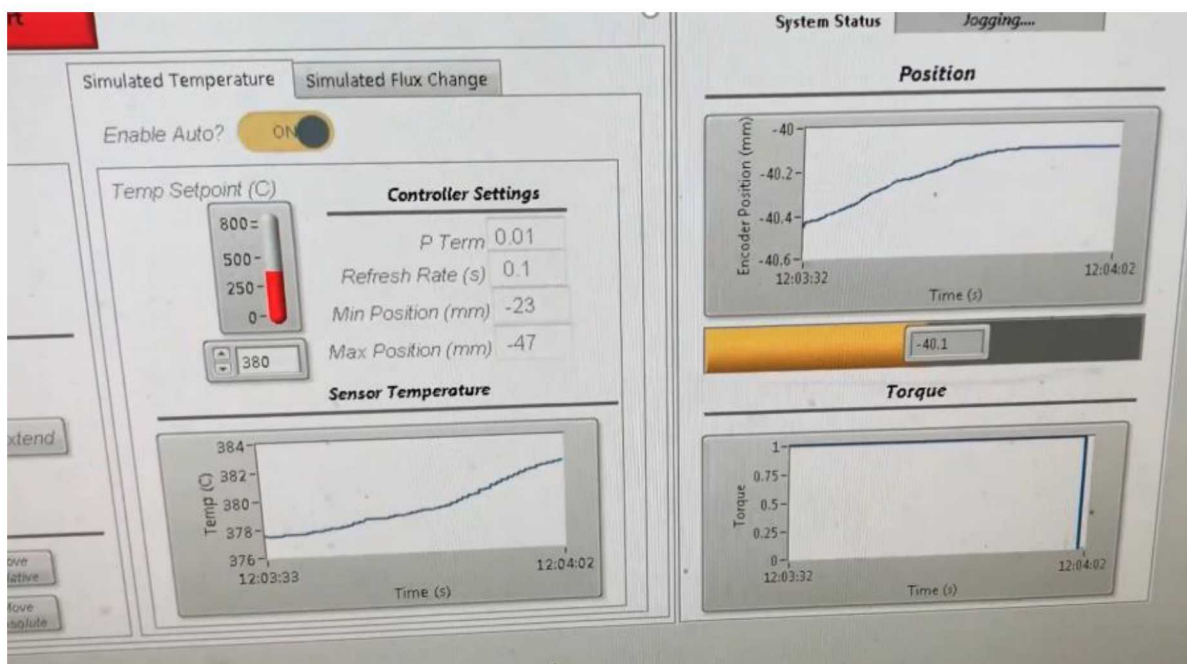 System Status Jogging....
Simulated Temperature Simulated Flux Change
Enable Auto? ON
Temp Setpoint (C)
800
500
250
0
380
Controller Settings
P Term 0.01
Refresh Rate (s) 0.1
Min Position (mm) -23
Max Position (mm) -47
Sensor Temperature
384
382
380
378
376
Temp (C)
12:03:33 12:04:02
Time (s)
xtend
Position
-40
-40.2
-40.4
-40.6
Encoder Position (mm)
12:03:32 12:04:02
Time (s)
-40.1
Torque
1
0.75
0.5
0.25
0
Torque
12:03:32 12:04:02
Time (s)